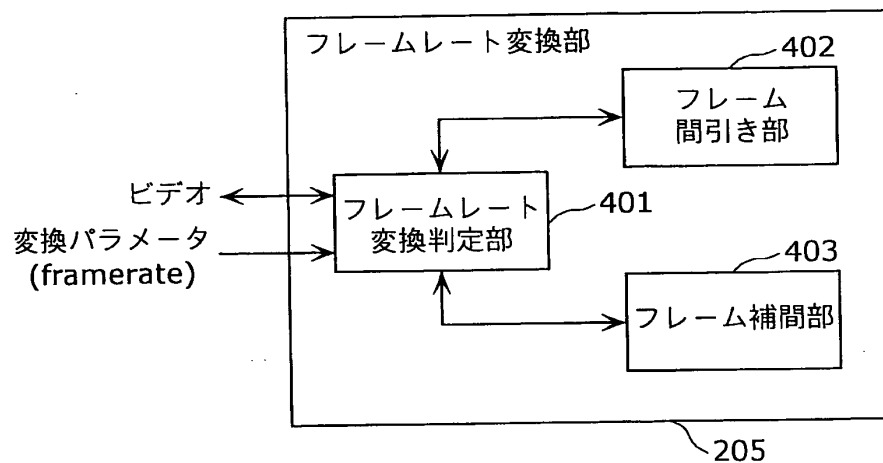 フレームレート変換部
402
フレーム
間引き部
ビデオ
フレームレート
変換判定部
401
変換パラメータ
(framerate)
403
フレーム補間部
205